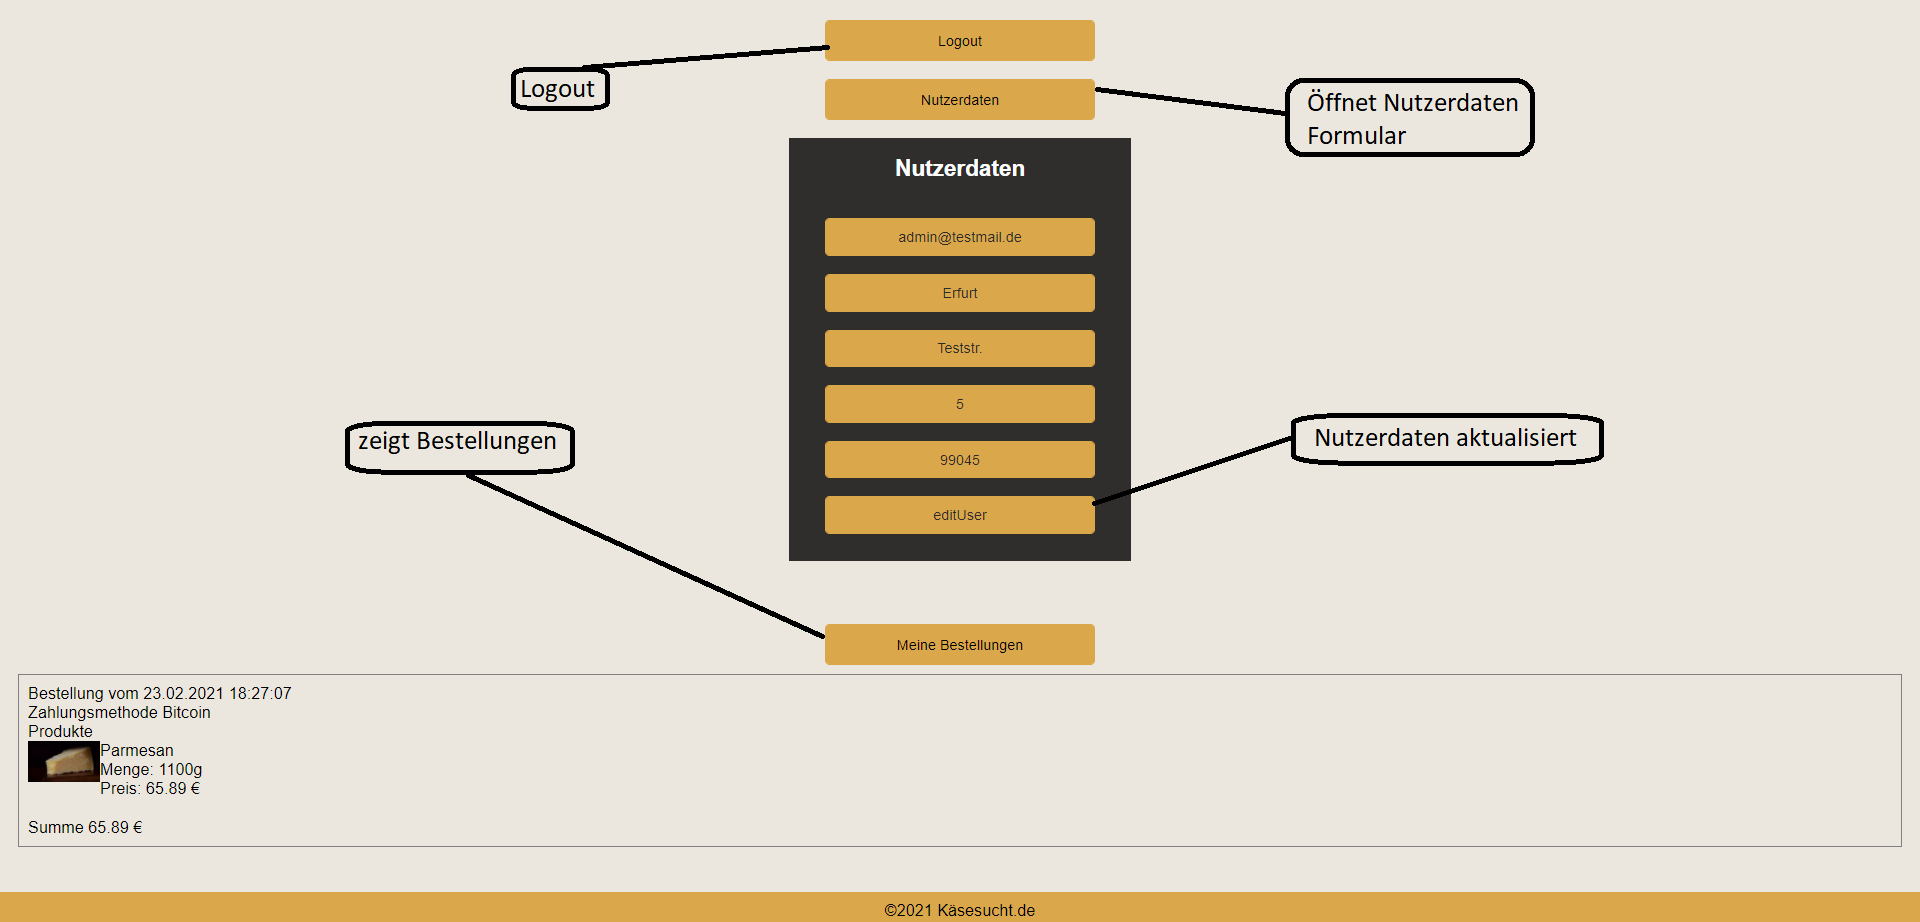 Logout
Logout
Nutzerdaten
Öffnet Nutzerdaten
Formular
Nutzerdaten
admin@testmail.de
Erfurt
Teststr.
5
zeigt Bestellungen
Nutzerdaten aktualisiert
99045
editUser
Meine Bestellungen
Bestellung vom 23.02.2021 18:27:07
Zahlungsmethode Bitcoin
Produkte
Parmesan
Menge: 1100g
Preis: 65.89 €
Summe 65.89 €
©2021 Käsesucht.de